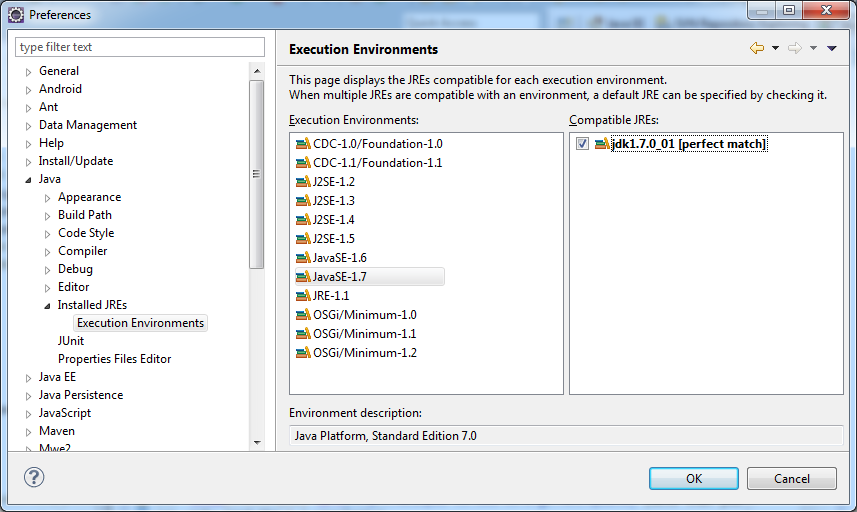 Preferences
Quick Access
type filter text
General
Android
Ant
Data Management
Help
Install/Update
Java
Appearance
Build Path
Code Style
Compiler
Debug
Editor
Installed JREs
Execution Environments
JUnit
Properties Files Editor
Java EE
Java Persistence
JavaScript
Maven
Mwe2
Execution Environments
This page displays the JREs compatible for each execution environment.
When multiple JREs are compatible with an environment, a default JRE can be specified by checking it.
Execution Environments:
CDC-1.0/Foundation-1.0
CDC-1.1/Foundation-1.1
J2SE-1.2
J2SE-1.3
J2SE-1.4
J2SE-1.5
JavaSE-1.6
JavaSE-1.7
JRE-1.1
OSGi/Minimum-1.0
OSGi/Minimum-1.1
OSGi/Minimum-1.2
Compatible JREs:
jdk1.7.0_01 [perfect match]
Environment description:
Java Platform, Standard Edition 7.0
OK
Cancel